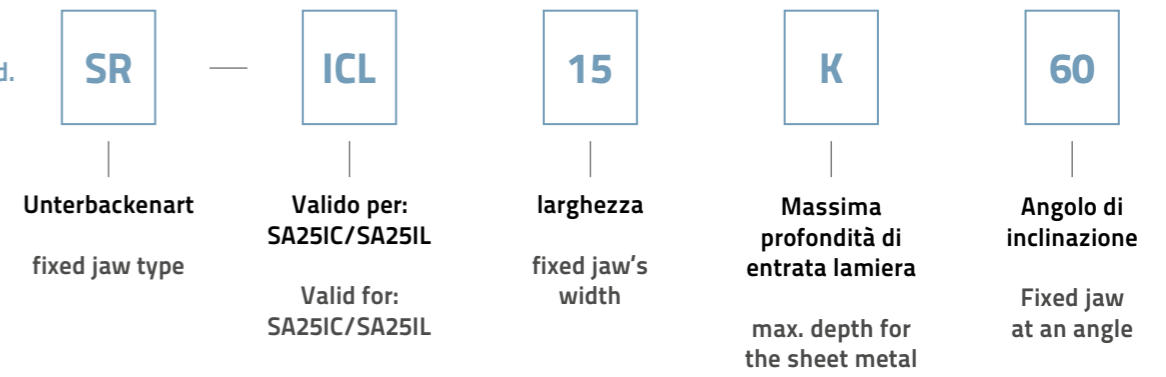 d. SR — ICL 15 K 60
Unterbackenart
fixed jaw type
Valido per:
SA25IC/SA25IL
Valid for:
SA25IC/SA25IL
larghezza
fixed jaw's
width
Massima
profondità di
entrata lamiera
max. depth for
the sheet metal
Angolo di
inclinazione
Fixed jaw
at an angle